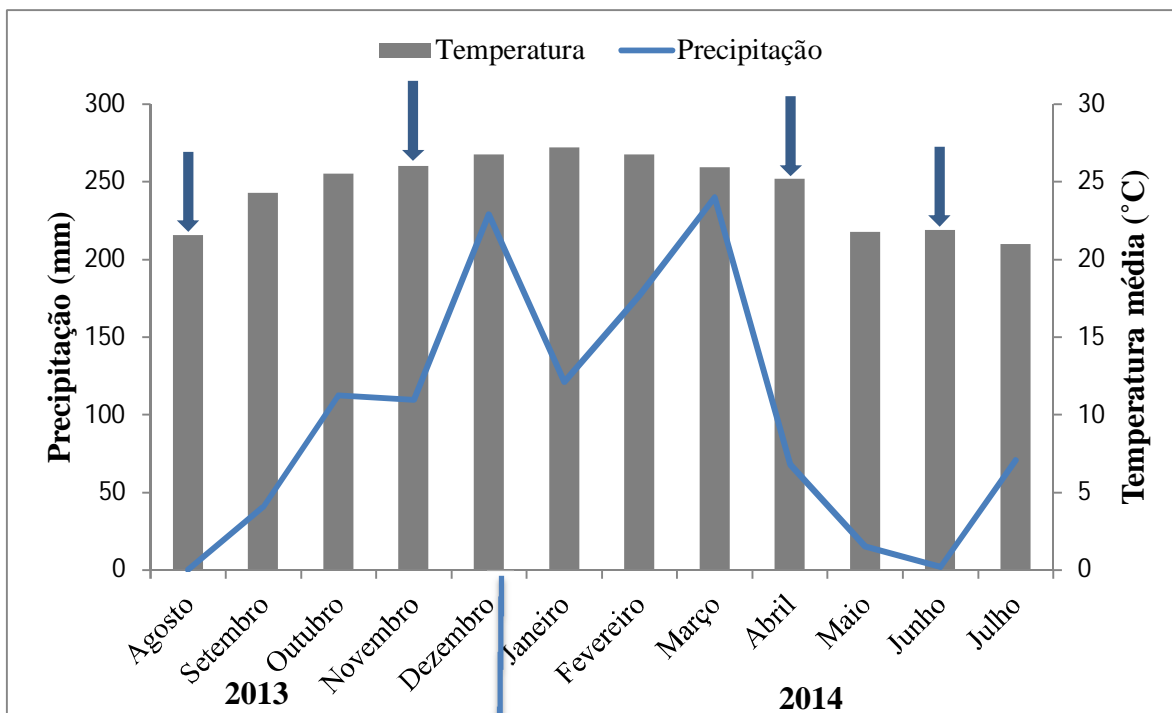 Temperatura Precipitação
300
250
200
150
100
50
0
Precipitação (mm)
30
25
20
15
10
5
0
Temperatura média (˚C)
Agosto
Setembro
Outubro
Novembro
Dezembro
Janeiro
Fevereiro
Março
Abril
Maio
Junho
Julho
2013 2014